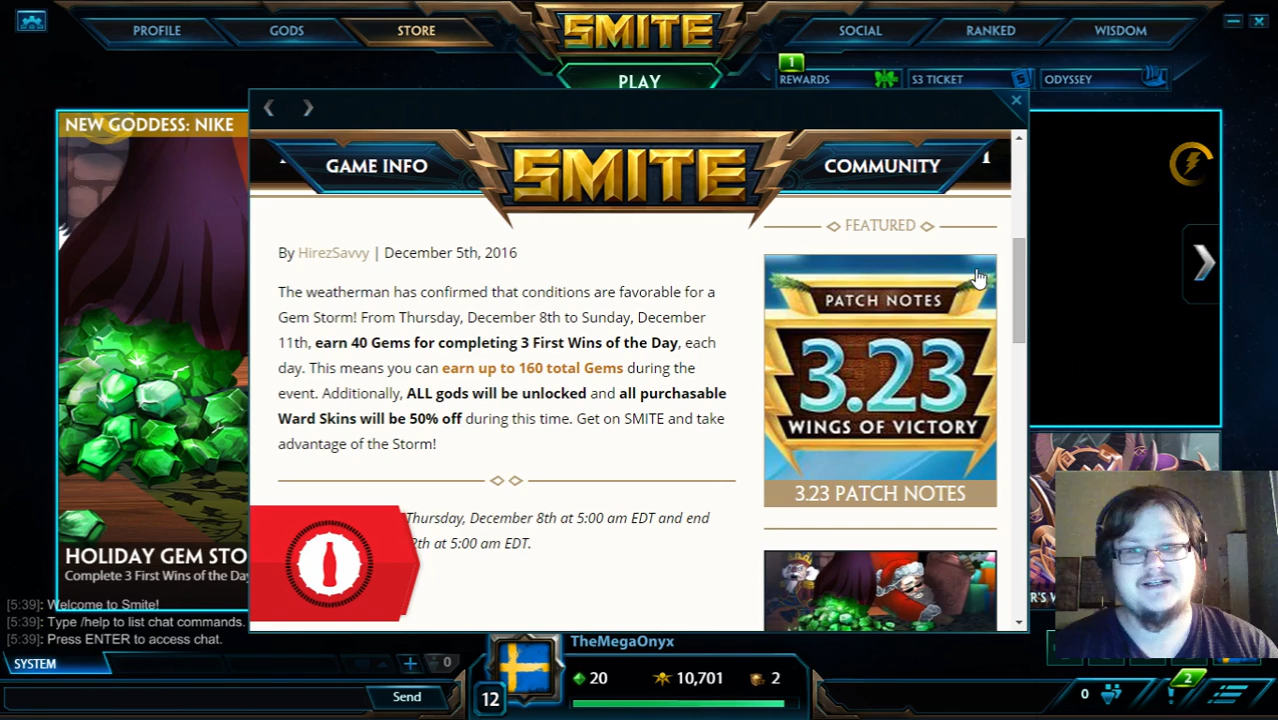 PROFILE
GODS
STORE
SMITE
SOCIAL
RANKED
WISDOM
PLAY
1
REWARDS
S3 TICKET
ODYSSEY
NEW GODDESS: NIKE
GAME INFO
SMITE
COMMUNITY
By HirezSavvy | December 5th, 2016
The weatherman has confirmed that conditions are favorable for a
Gem Storm! From Thursday, December 8th to Sunday, December
11th, earn 40 Gems for completing 3 First Wins of the Day, each
day. This means you can earn up to 160 total Gems during the
event. Additionally, ALL gods will be unlocked and all purchasable
Ward Skins will be 50% off during this time. Get on SMITE and take
advantage of the Storm!
Thursday, December 8th at 5:00 am EDT and end
at 5:00 am EDT.
FEATURED
PATCH NOTES
3.23
WINGS OF VICTORY
3.23 PATCH NOTES
HOLIDAY GEM STO
Complete 3 First Wins of the Day
[5:39]: Welcome to Smite!
[5:39]: Type /help to list chat commands.
[5:39]: Press ENTER to access chat.
SYSTEM
0
Send
TheMegaOnyx
12
20
10,701
2
0
2